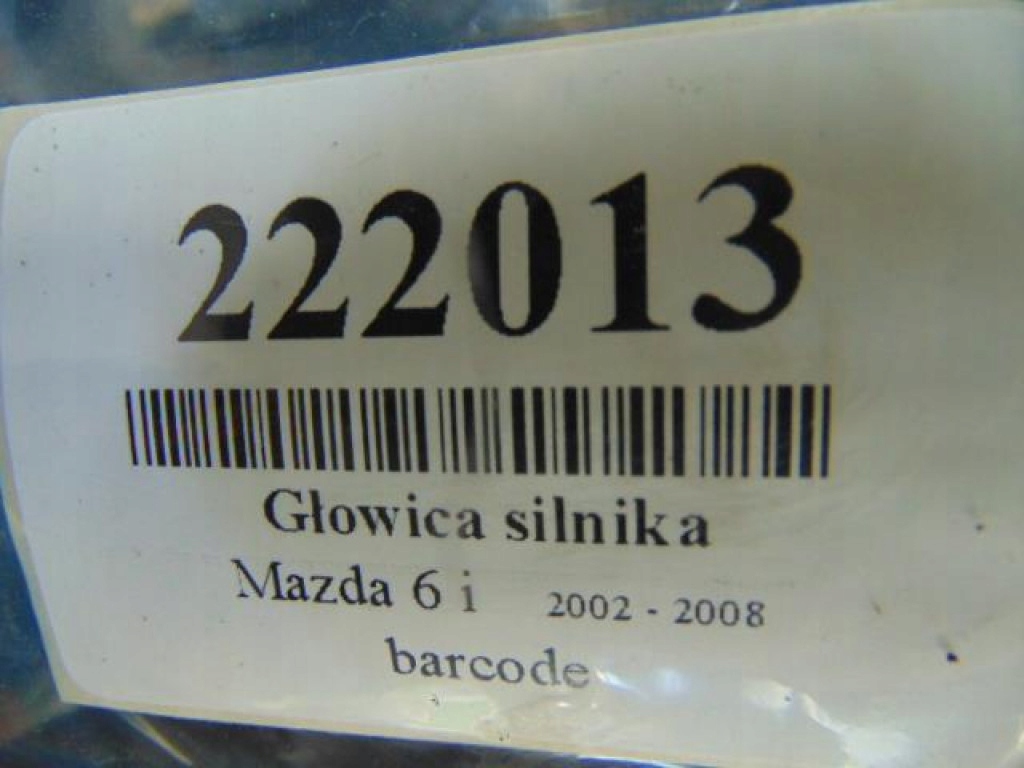 222013
Głowica silnika
Mazda 6 i 2002 - 2008
barcode